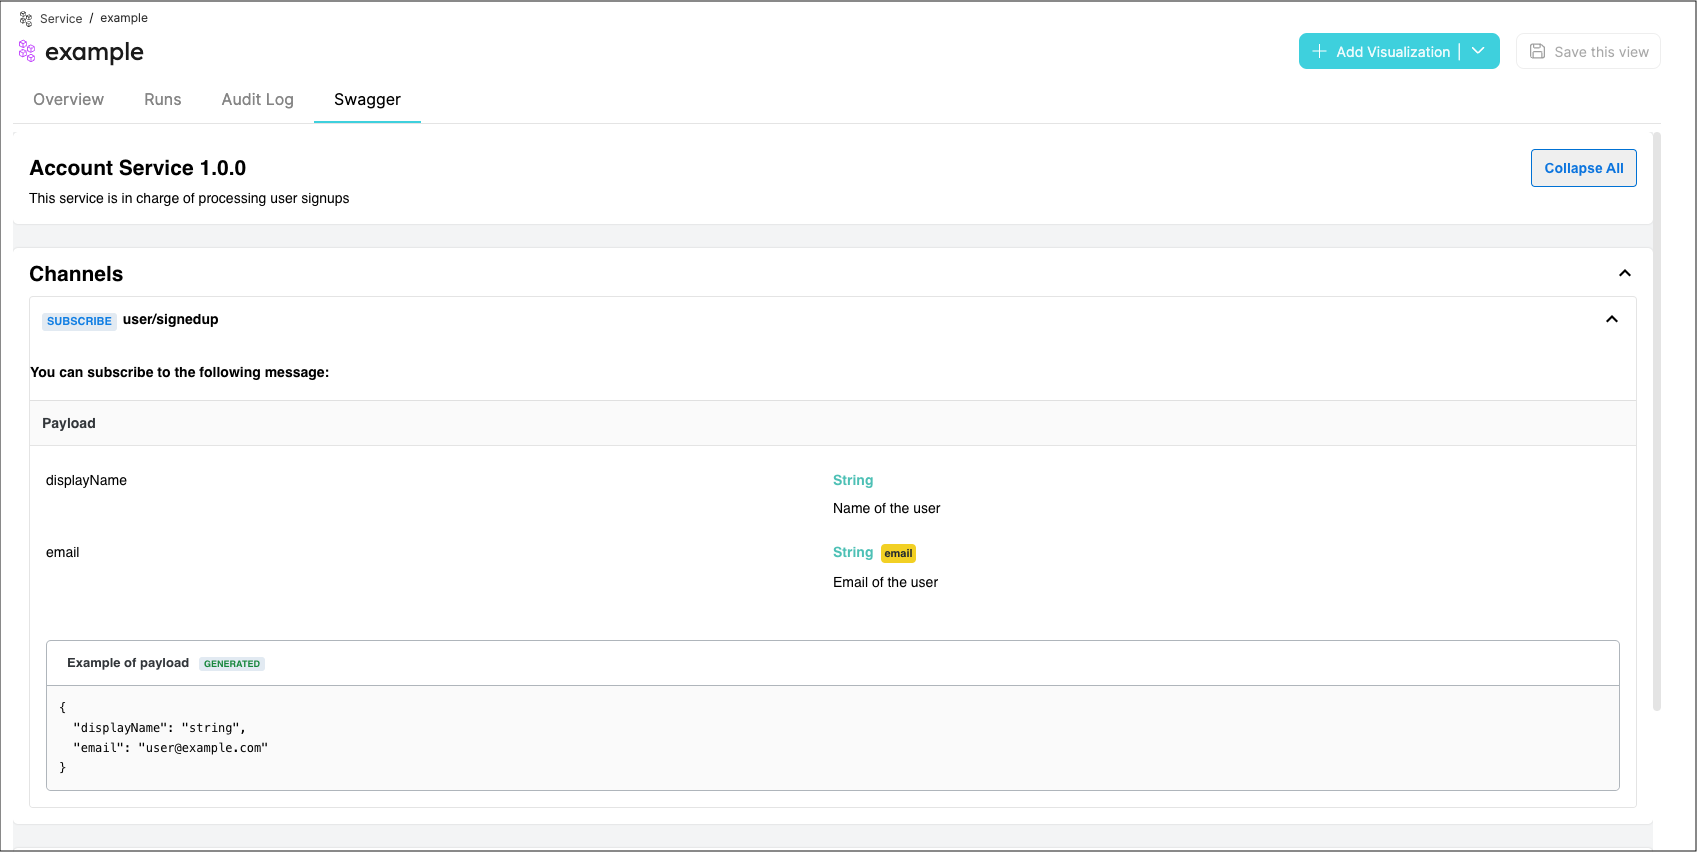 Service / example
example
Add Visualization
Save this view
Overview
Runs
Audit Log
Swagger
Account Service 1.0.0
Collapse All
This service is in charge of processing user signups
Channels
SUBSCRIBE user/signedup
You can subscribe to the following message:
Payload
displayName
String
Name of the user
email
String email
Email of the user
Example of payload GENERATED
{
  "displayName": "string",
  "email": "user@example.com"
}